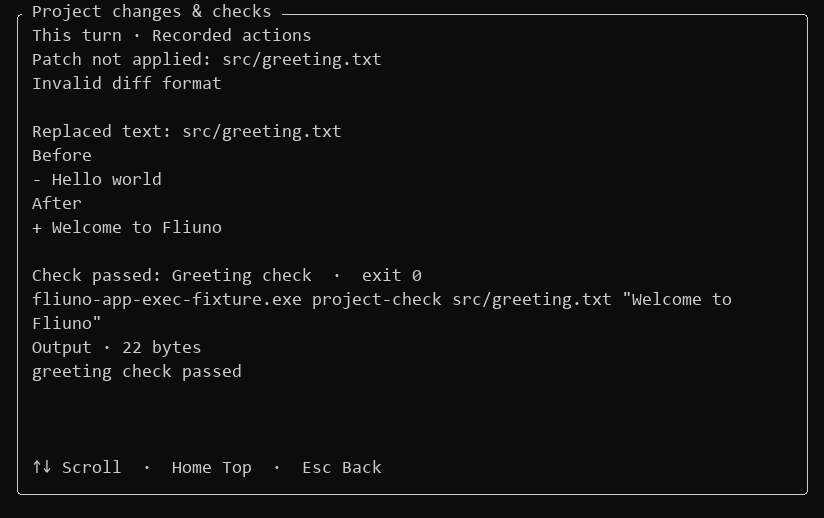 Project changes & checks
This turn · Recorded actions
Patch not applied: src/greeting.txt
Invalid diff format
Replaced text: src/greeting.txt
Before
- Hello world
After
+ Welcome to Fliuno
Check passed: Greeting check  ·  exit 0
fliuno-app-exec-fixture.exe project-check src/greeting.txt "Welcome to
Fliuno"
Output · 22 bytes
greeting check passed
↑↓ Scroll  ·  Home Top  ·  Esc Back